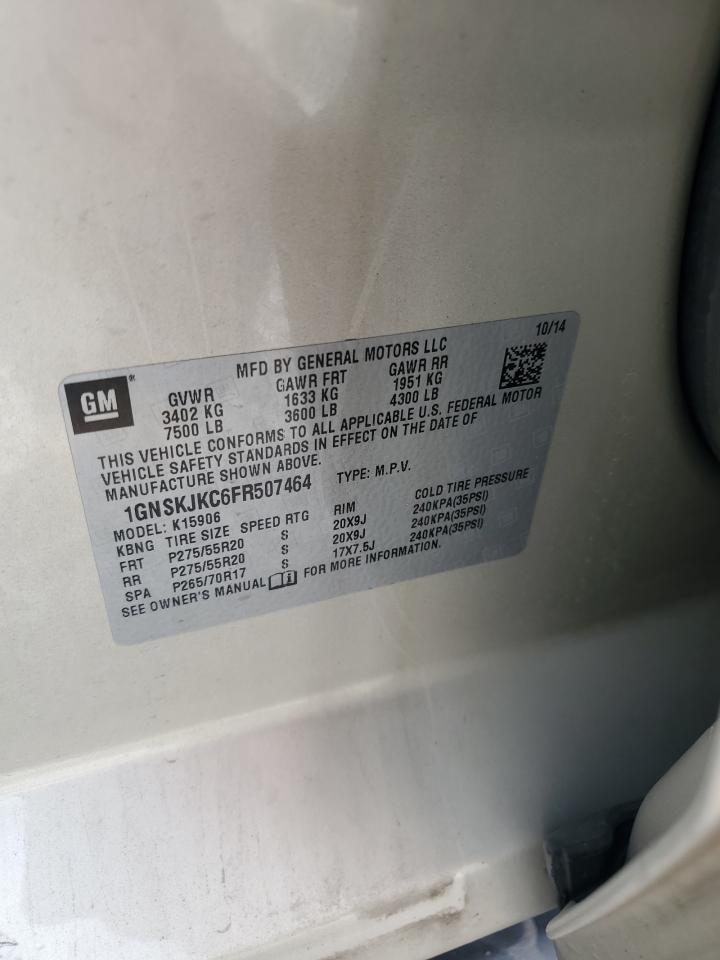 10/14
MFD BY GENERAL MOTORS LLC
GM®
GVWR GAWR FRT GAWR RR
3402 KG 1633 KG 1951 KG
7500 LB 3600 LB 4300 LB
THIS VEHICLE CONFORMS TO ALL APPLICABLE U.S. FEDERAL MOTOR
VEHICLE SAFETY STANDARDS IN EFFECT ON THE DATE OF
MANUFACTURE SHOWN ABOVE.
1GNSKJKC6FR507464 TYPE: M.P.V.
MODEL: K15906
KBNG TIRE SIZE SPEED RTG RIM COLD TIRE PRESSURE
FRT P275/55R20 S 20X9J 240KPA(35PSI)
RR P275/55R20 S 20X9J 240KPA(35PSI)
SPA P265/70R17 S 17X7.5J 240KPA(35PSI)
SEE OWNER'S MANUAL FOR MORE INFORMATION.